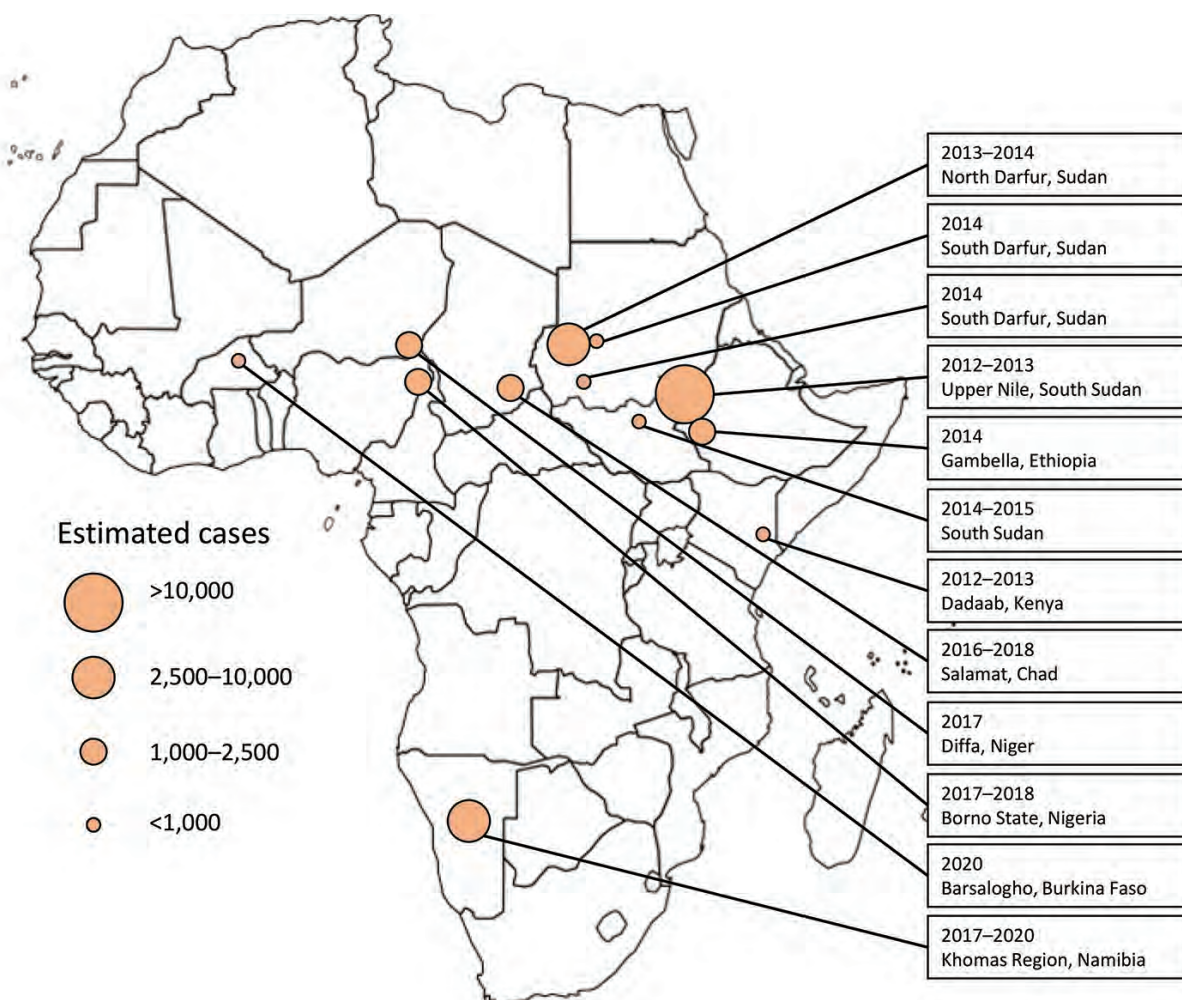 2013–2014
North Darfur, Sudan
2014
South Darfur, Sudan
2014
South Darfur, Sudan
2012–2013
Upper Nile, South Sudan
2014
Gambella, Ethiopia
2014–2015
South Sudan
2012–2013
Dadaab, Kenya
2016–2018
Salamat, Chad
2017
Diffa, Niger
2017–2018
Borno State, Nigeria
2020
Barsalogho, Burkina Faso
2017–2020
Khomas Region, Namibia
Estimated cases
>10,000
2,500–10,000
1,000–2,500
<1,000